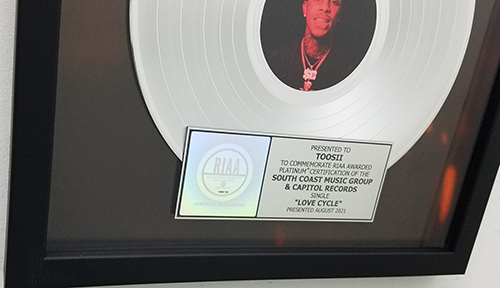 RIAA
PRESENTED TO
TOOSII
TO COMMEMORATE RIAA AWARDED
PLATINUM CERTIFICATION OF THE
SOUTH COAST MUSIC GROUP
& CAPITOL RECORDS
SINGLE
"LOVE CYCLE"
PRESENTED AUGUST 2021